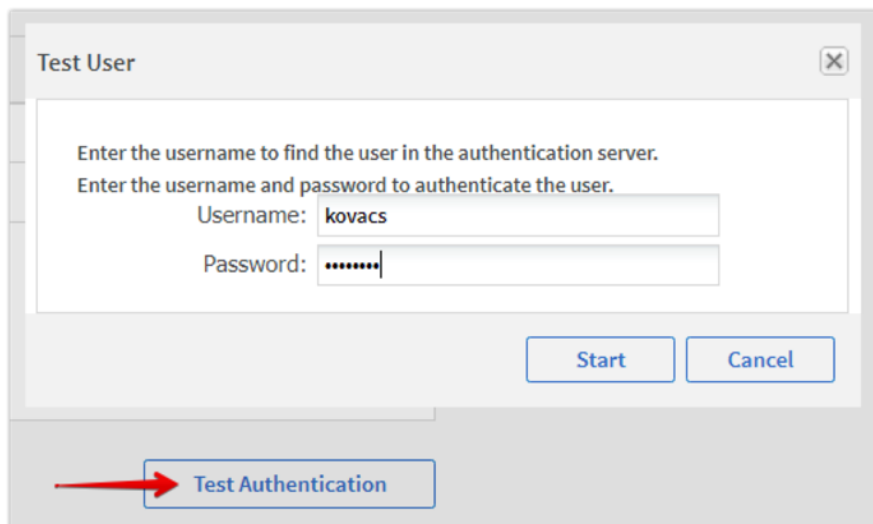 Test User
Enter the username to find the user in the authentication server.
Enter the username and password to authenticate the user.
Username: kovacs
Password: ••••••••
Start Cancel
Test Authentication